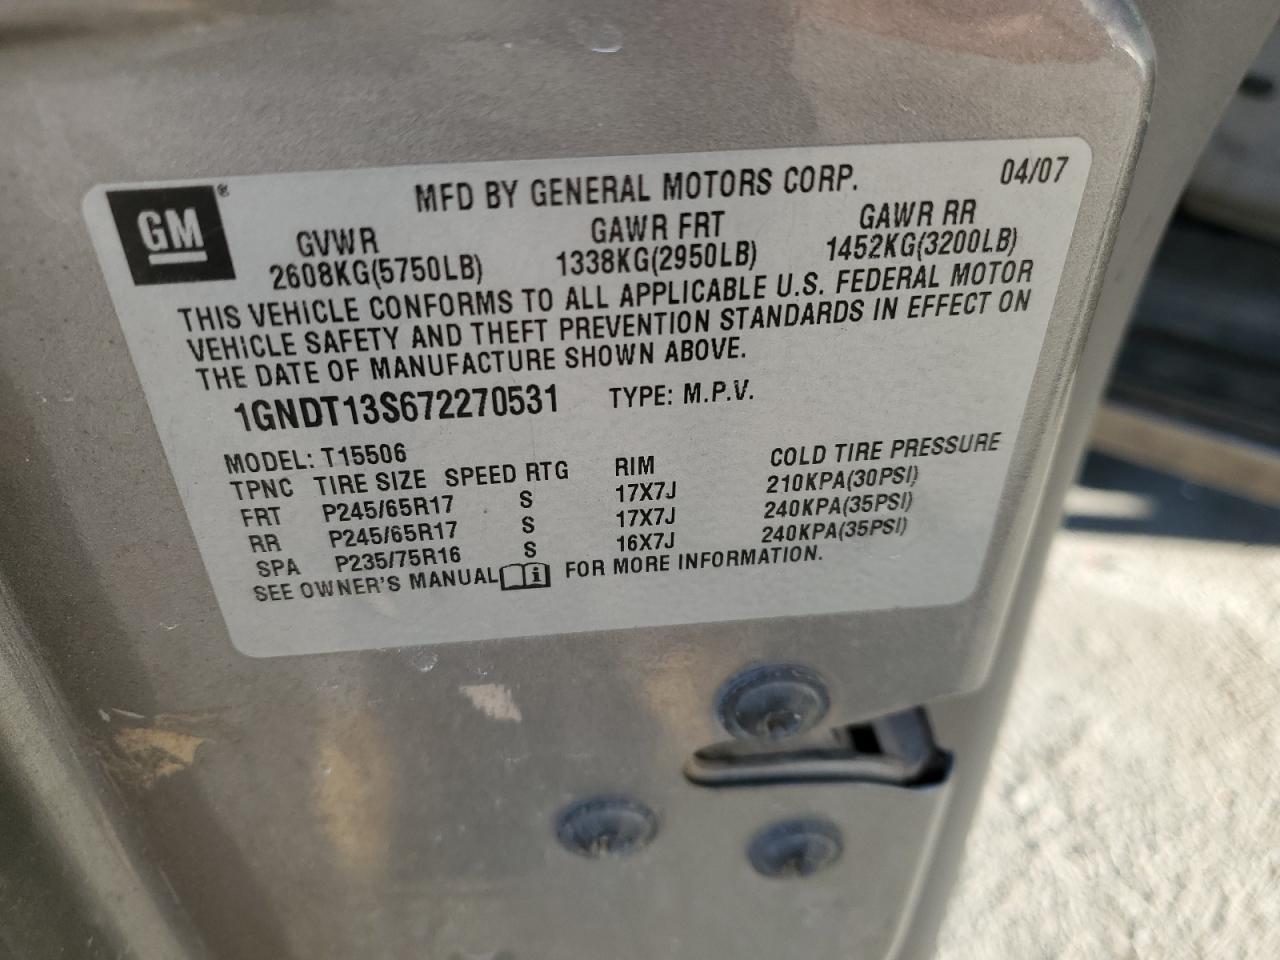 GM®
MFD BY GENERAL MOTORS CORP. 04/07
GVWR GAWR FRT GAWR RR
2608KG(5750LB) 1338KG(2950LB) 1452KG(3200LB)
THIS VEHICLE CONFORMS TO ALL APPLICABLE U.S. FEDERAL MOTOR
VEHICLE SAFETY AND THEFT PREVENTION STANDARDS IN EFFECT ON
THE DATE OF MANUFACTURE SHOWN ABOVE.
1GNDT13S672270531 TYPE: M.P.V.
MODEL: T15506
TPNC TIRE SIZE SPEED RTG RIM COLD TIRE PRESSURE
FRT P245/65R17 S 17X7J 210KPA(30PSI)
RR P245/65R17 S 17X7J 240KPA(35PSI)
SPA P235/75R16 S 16X7J 240KPA(35PSI)
SEE OWNER'S MANUAL FOR MORE INFORMATION.